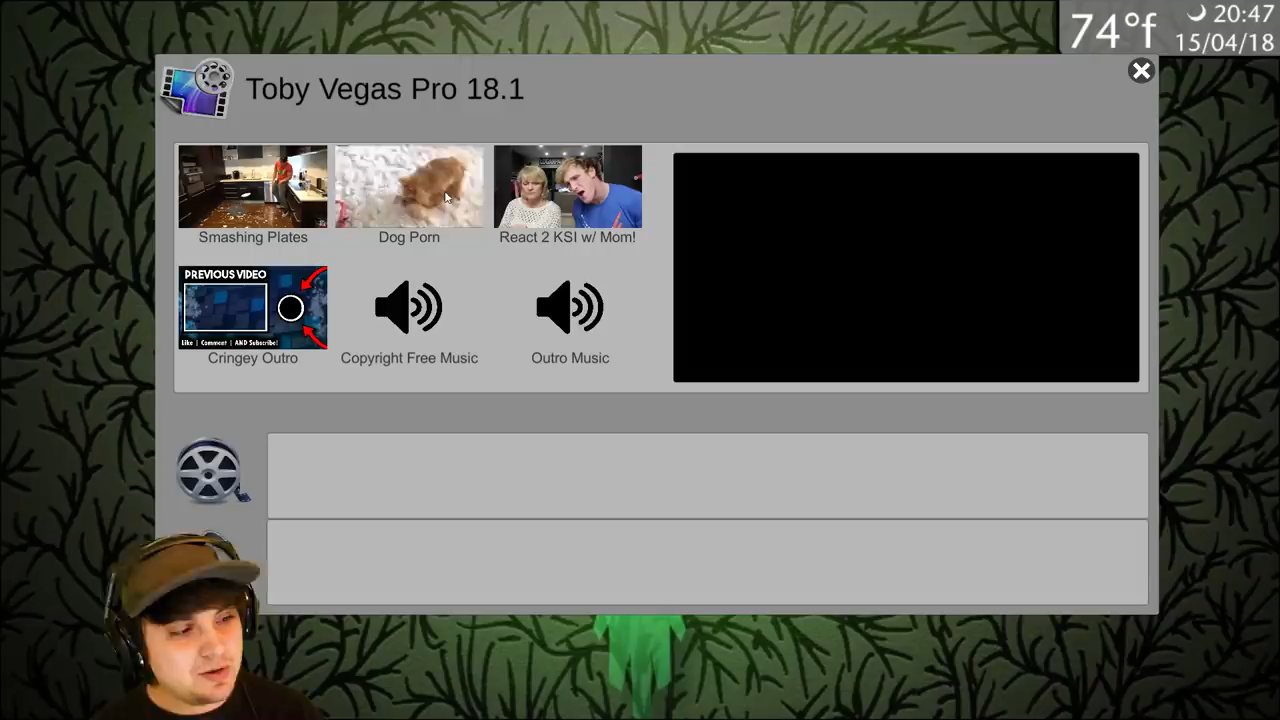 74°f
20:47
15/04/18
Toby Vegas Pro 18.1
Smashing Plates
Dog Porn
React 2 KSI w/ Mom!
PREVIOUS VIDEO
Like | Comment | AND Subscribe!
Cringey Outro
Copyright Free Music
Outro Music